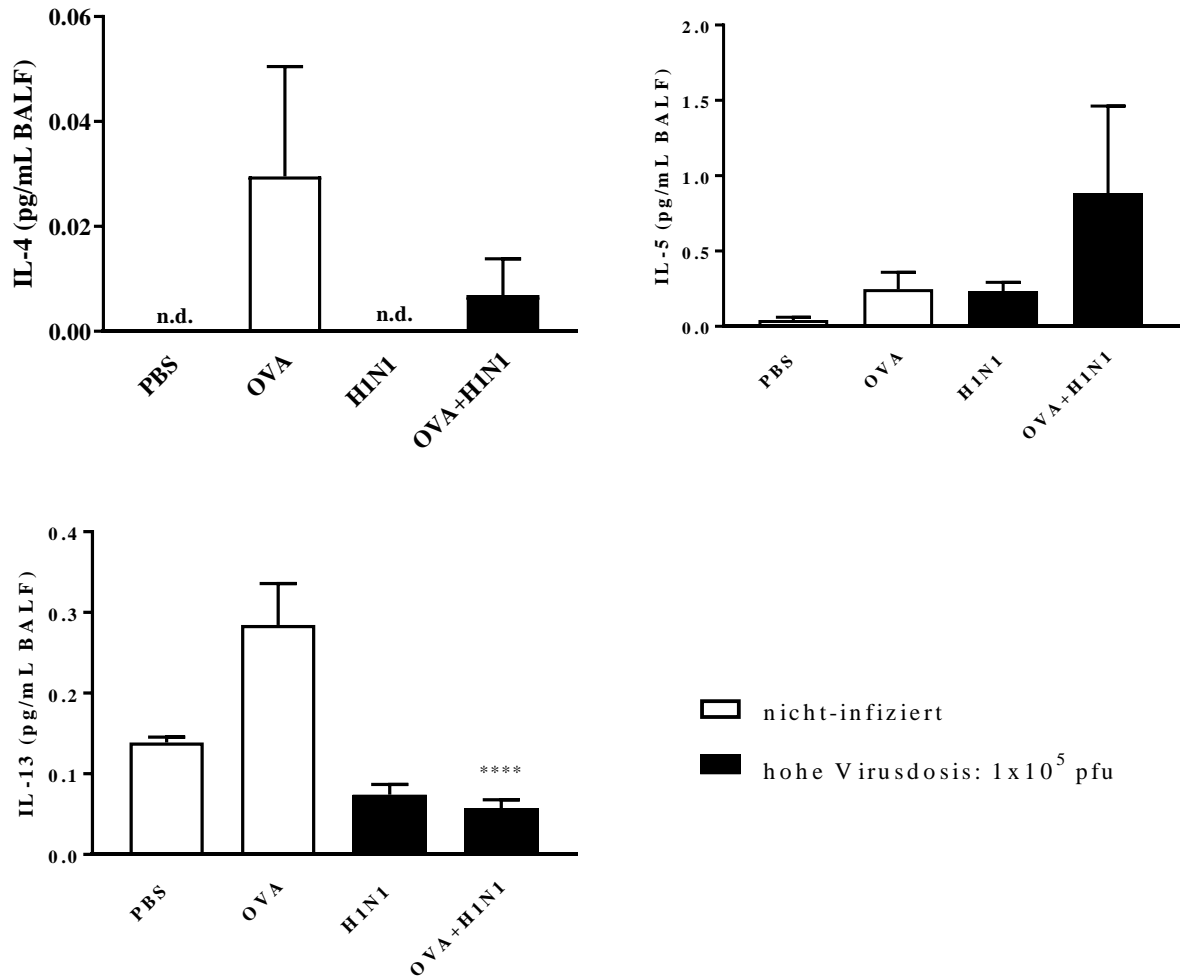 IL-4 (pg/mL BALF)
0.06
0.04
0.02
0.00
n.d.
n.d.
PBS
OVA
H1N1
OVA+H1N1
IL-5 (pg/mL BALF)
2.0
1.5
1.0
0.5
0.0
PBS
OVA
H1N1
OVA+H1N1
IL-13 (pg/mL BALF)
0.4
0.3
0.2
0.1
0.0
****
PBS
OVA
H1N1
OVA+H1N1
nicht-infiziert
hohe Virusdosis: 1x10⁵ pfu